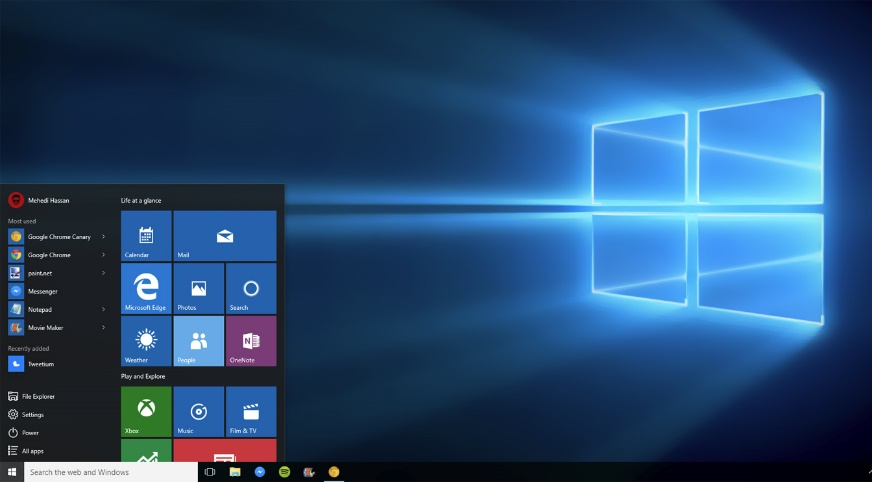 Mehedi Hassan
Most used
Google Chrome Canary
Google Chrome
paint.net
Messenger
Notepad
Movie Maker
Recently added
Tweetium
File Explorer
Settings
Power
All apps
Life at a glance
Calendar
Mail
Microsoft Edge
Photos
Search
Weather
People
OneNote
Play and Explore
Xbox
Music
Film & TV
Search the web and Windows